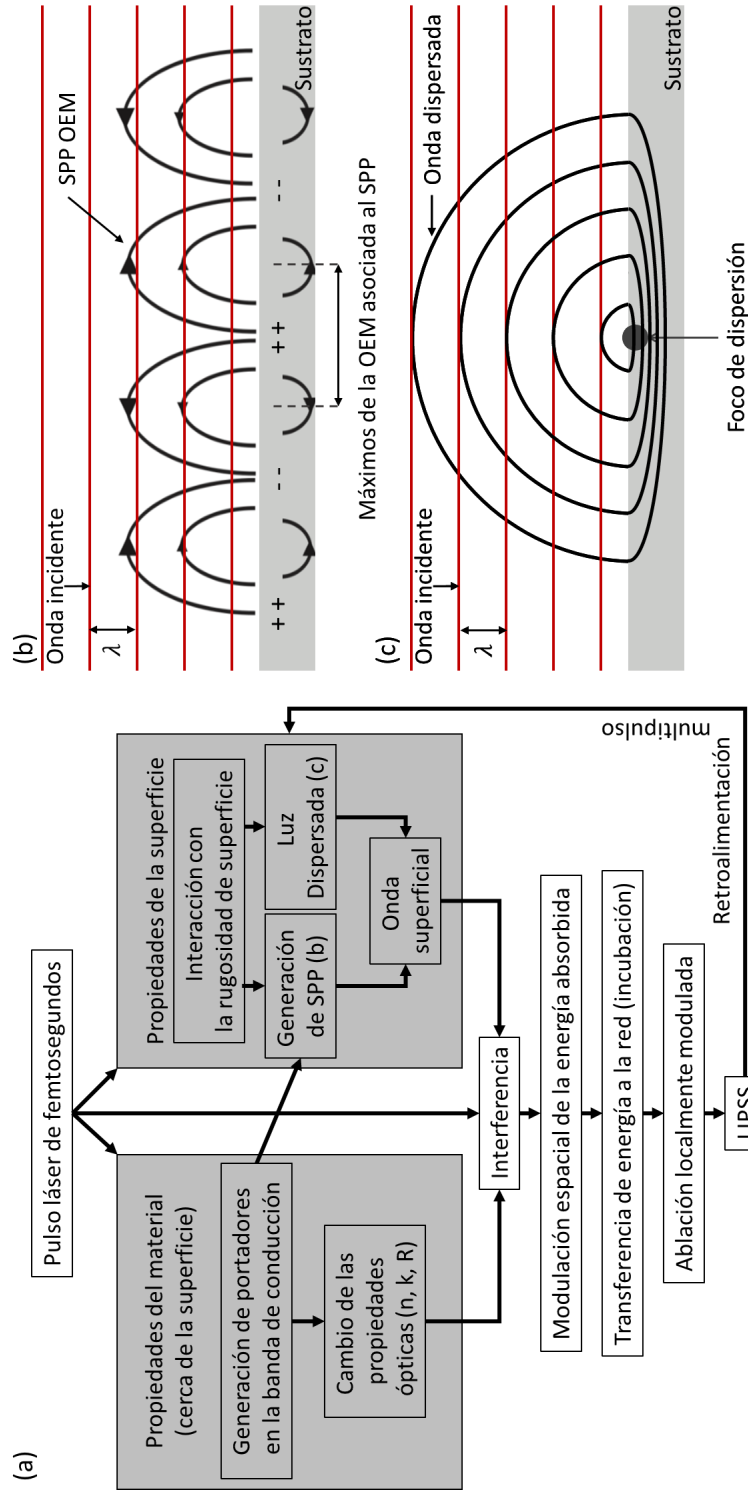 (a)
Pulso láser de femtosegundos
Propiedades del material
(cerca de la superficie)
Generación de portadores
en la banda de conducción
Cambio de las
propiedades
ópticas (n, k, R)
Propiedades de la superficie
Interacción con
la rugosidad de superficie
Generación
de SPP (b)
Luz
Dispersada (c)
Onda
superficial
Interferencia
Modulación espacial de la energía absorbida
Transferencia de energía a la red (incubación)
Ablación localmente modulada
LIPSS
Retroalimentación
multipulso
(b)
Onda incidente
λ
SPP OEM
+ +
- -
+ +
- -
Sustrato
Máximos de la OEM asociada al SPP
(c)
Onda incidente
λ
Onda dispersada
Sustrato
Foco de dispersión